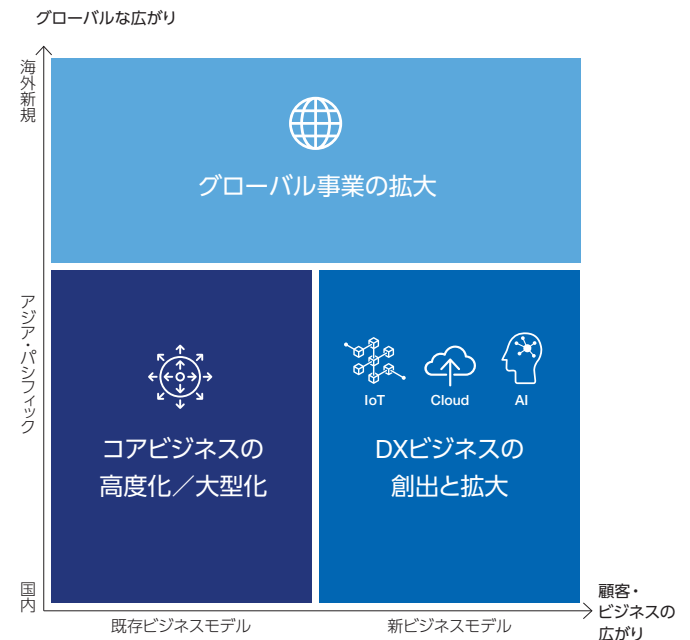 グローバルな広がり
海外新規
グローバル事業の拡大
アジア・パシフィック
IoT
Cloud
AI
コアビジネスの
高度化／大型化
DXビジネスの
創出と拡大
国内
既存ビジネスモデル
新ビジネスモデル
顧客・
ビジネスの
広がり